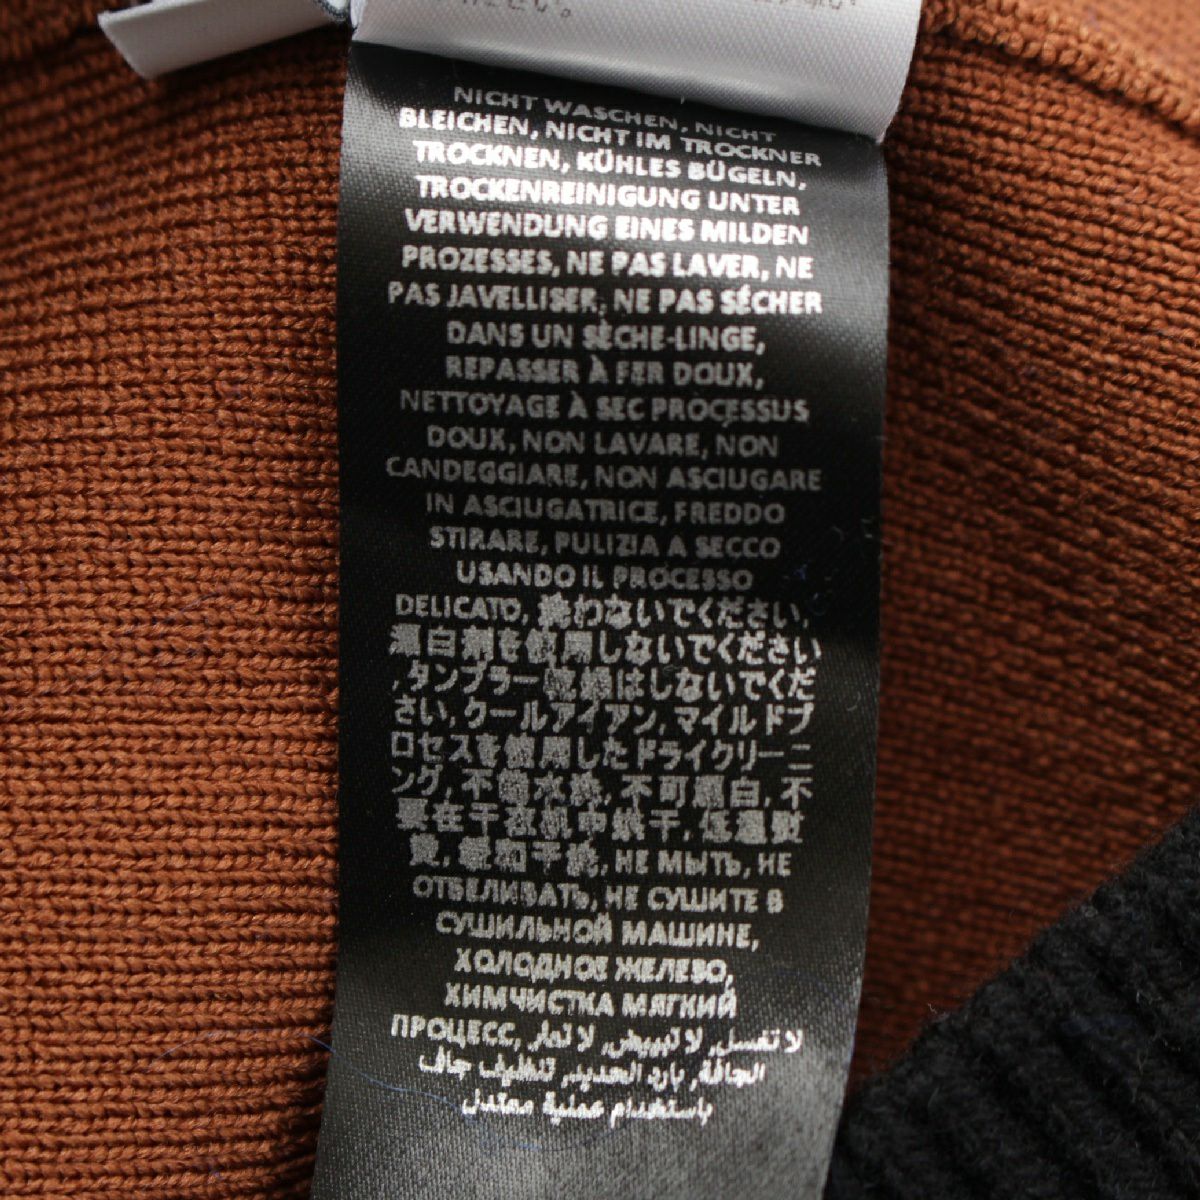 ください。
NICHT WASCHEN, NICHT
BLEICHEN, NICHT IM TROCKNER
TROCKNEN, KÜHLES BÜGELN,
TROCKENREINIGUNG UNTER
VERWENDUNG EINES MILDEN
PROZESSES, NE PAS LAVER, NE
PAS JAVELLISER, NE PAS SÉCHER
DANS UN SÈCHE-LINGE,
REPASSER À FER DOUX,
NETTOYAGE À SEC PROCESSUS
DOUX, NON LAVARE, NON
CANDEGGIARE, NON ASCIUGARE
IN ASCIUGATRICE, FREDDO
STIRARE, PULIZIA A SECCO
USANDO IL PROCESSO
DELICATO, 洗わないでください,
漂白剤を使用しないでください
,タンブラー乾燥はしないでくだ
さい,クールアイアン,マイルドプ
ロセスを使用したドライクリーニ
ング,不能水洗,不可漂白,不
要在干衣机中烘干,低温熨
烫,缓和干洗,НЕ МЫТЬ, НЕ
ОТБЕЛИВАТЬ, НЕ СУШИТЕ В
СУШИЛЬНОЙ МАШИНЕ,
ХОЛОДНОЕ ЖЕЛЕВО,
ХИМЧИСТКА МЯГКИЙ
ПРОЦЕСС, لا تغسل, لا تبييض, لا تمار
الجافة, بارد الحديد, تنظيف جاف
باستخدام عملية معتدل